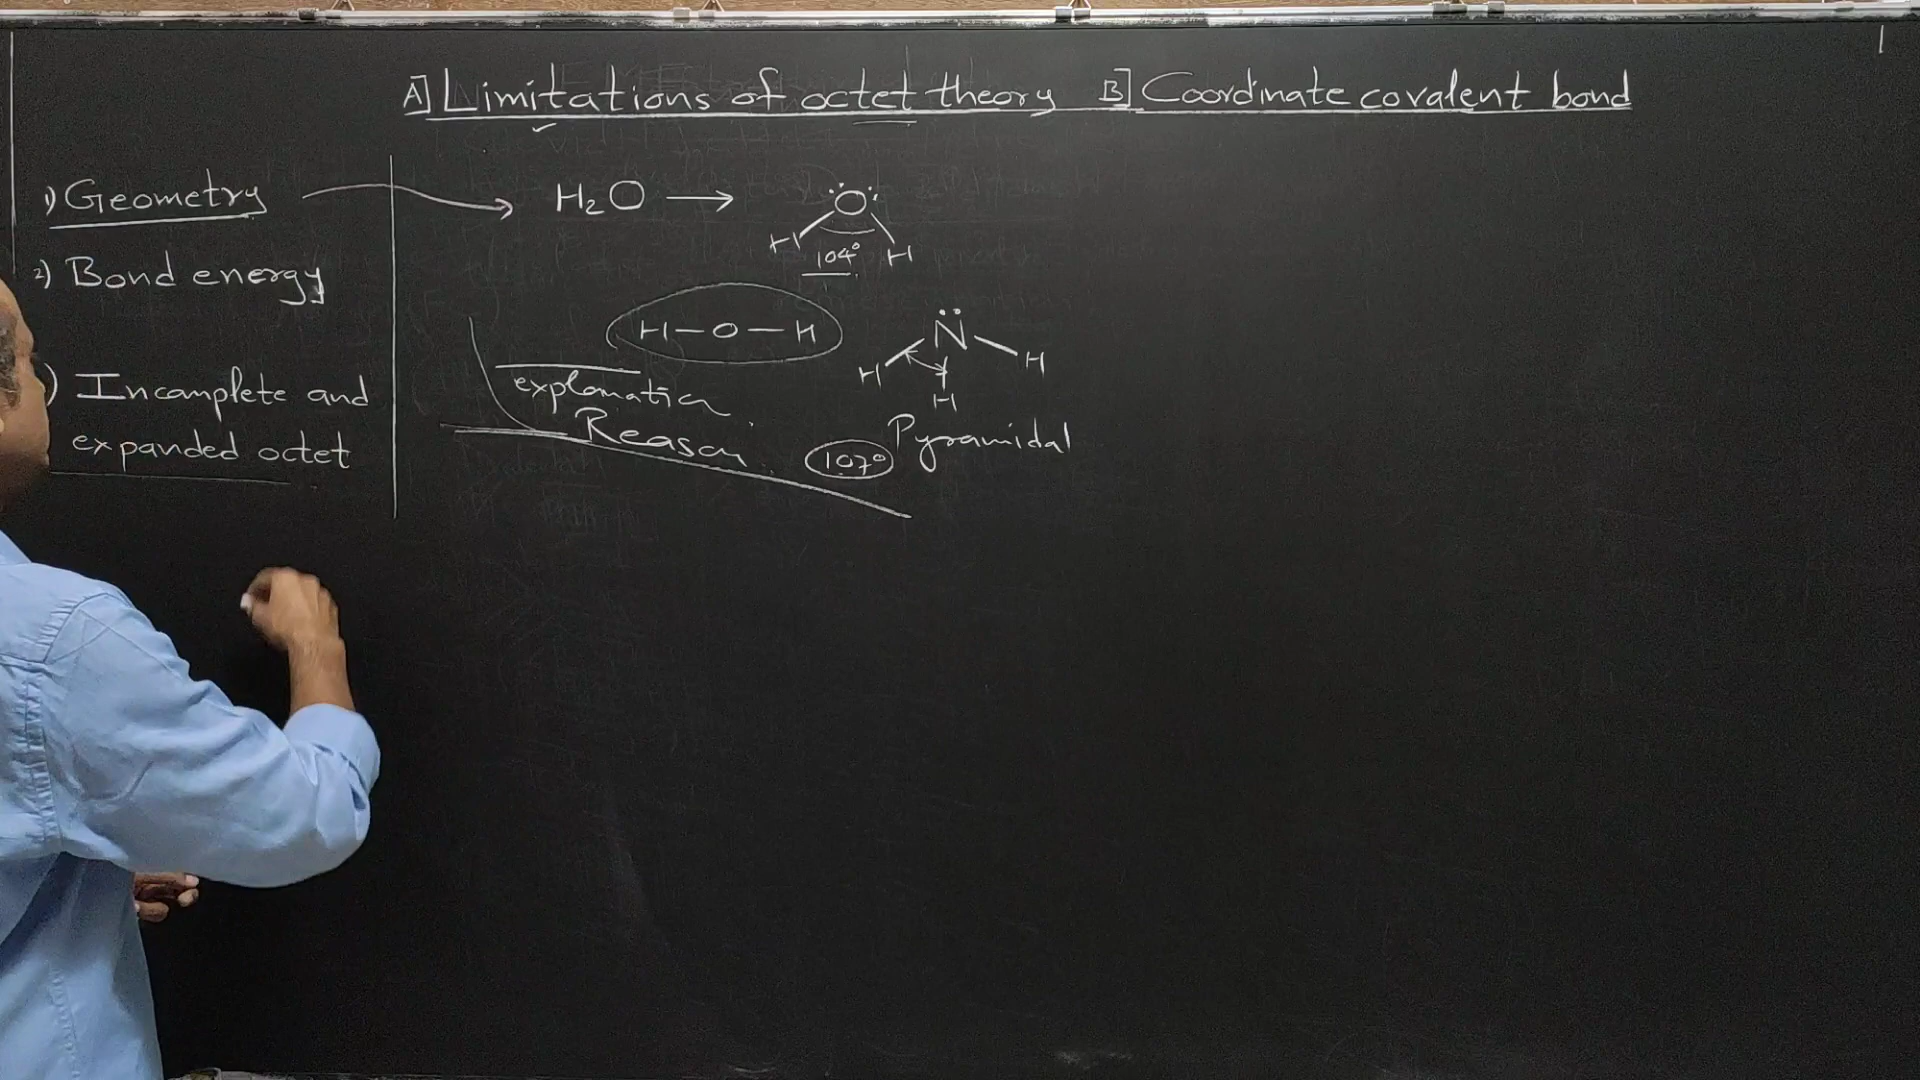 A] Limitations of octet theory B] Coordinate covalent bond
1) Geometry
2) Bond energy
) Incomplete and
expanded octet
H2O → O
H H
104°
H—O—H
N
H H
H
explanation
Reason
107° Pyramidal